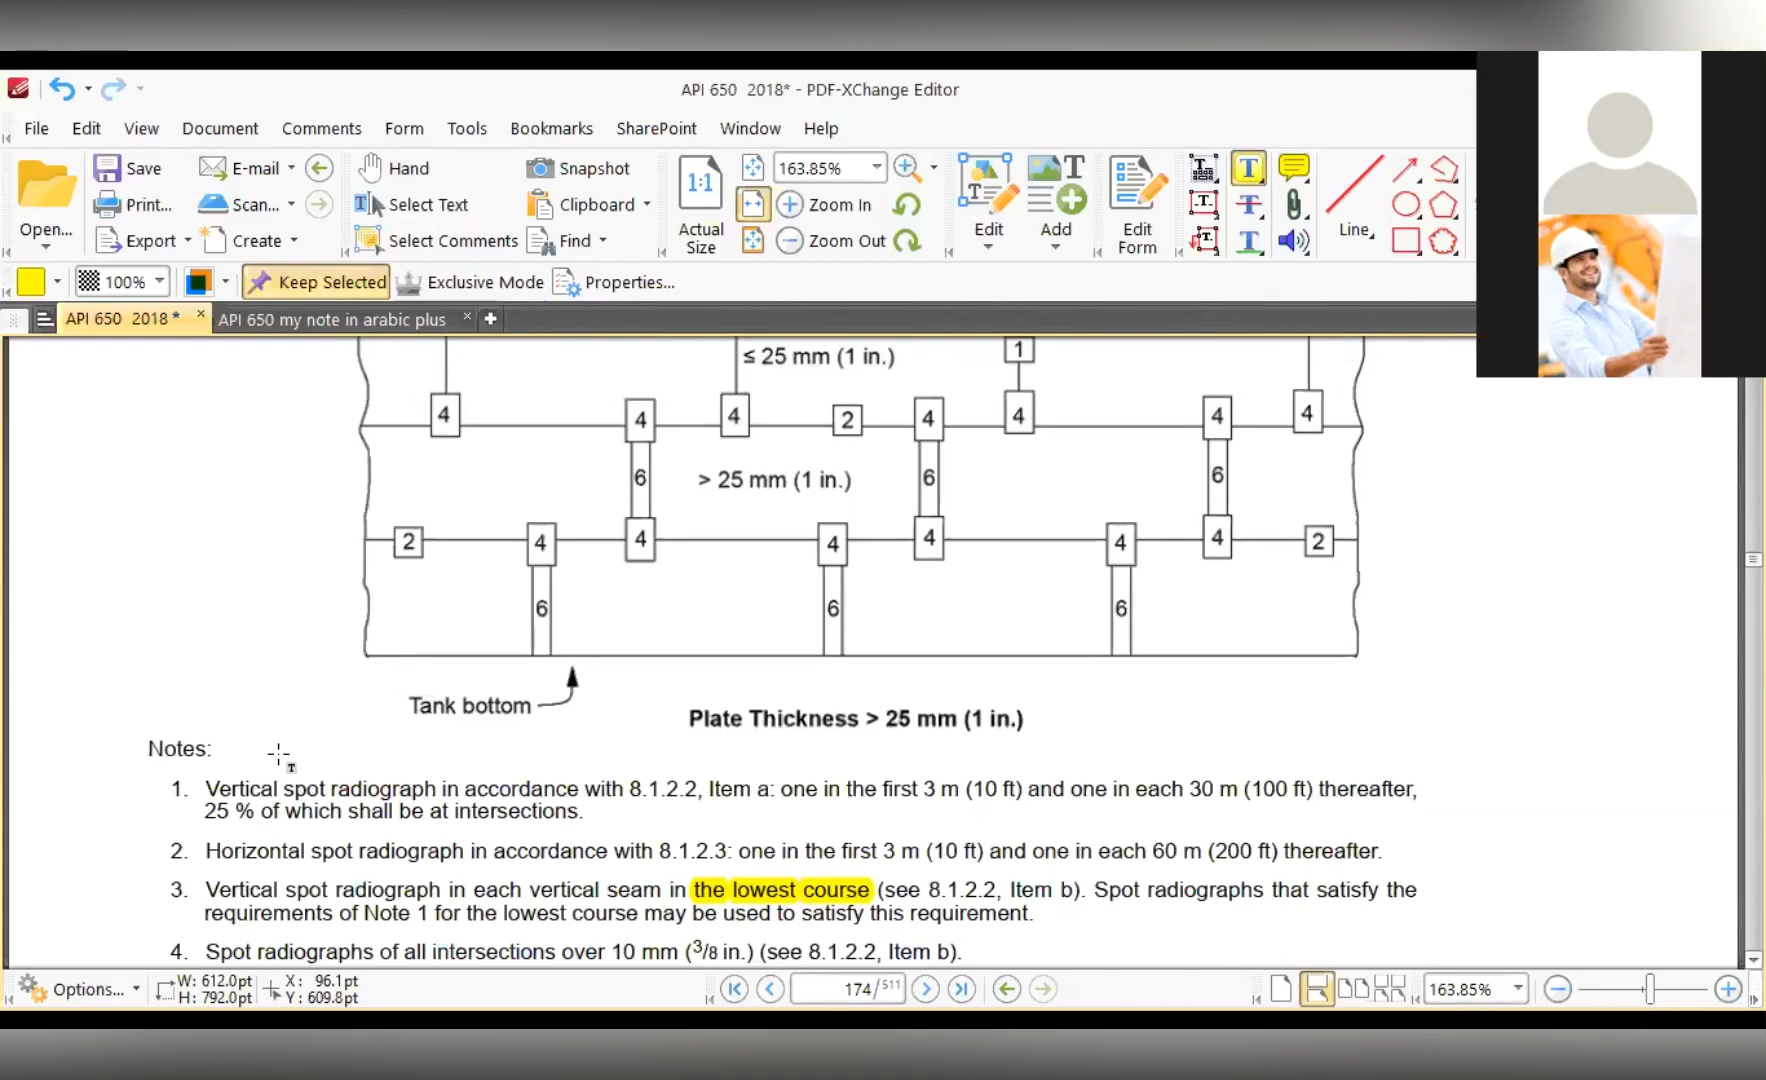 API 650 2018* - PDF-XChange Editor
File Edit View Document Comments Form Tools Bookmarks SharePoint Window Help
Open... Save E-mail Hand Snapshot 1:1 163.85% Edit Add Edit Form Line
Print... Scan... Select Text Clipboard Actual Size Zoom In
Export Create Select Comments Find Zoom Out
100% Keep Selected Exclusive Mode Properties...
API 650 2018 * × API 650 my note in arabic plus ×
≤ 25 mm (1 in.) 1
4 4 4 2 4 4 4 4
6 > 25 mm (1 in.) 6 6
2 4 4 4 4 4 4 2
6 6 6
Tank bottom
Plate Thickness > 25 mm (1 in.)
Notes:
1. Vertical spot radiograph in accordance with 8.1.2.2, Item a: one in the first 3 m (10 ft) and one in each 30 m (100 ft) thereafter,
25 % of which shall be at intersections.
2. Horizontal spot radiograph in accordance with 8.1.2.3: one in the first 3 m (10 ft) and one in each 60 m (200 ft) thereafter.
3. Vertical spot radiograph in each vertical seam in the lowest course (see 8.1.2.2, Item b). Spot radiographs that satisfy the
requirements of Note 1 for the lowest course may be used to satisfy this requirement.
4. Spot radiographs of all intersections over 10 mm (3/8 in.) (see 8.1.2.2, Item b).
Options... W: 612.0pt X: 96.1pt 174/511 163.85%
H: 792.0pt Y: 609.8pt